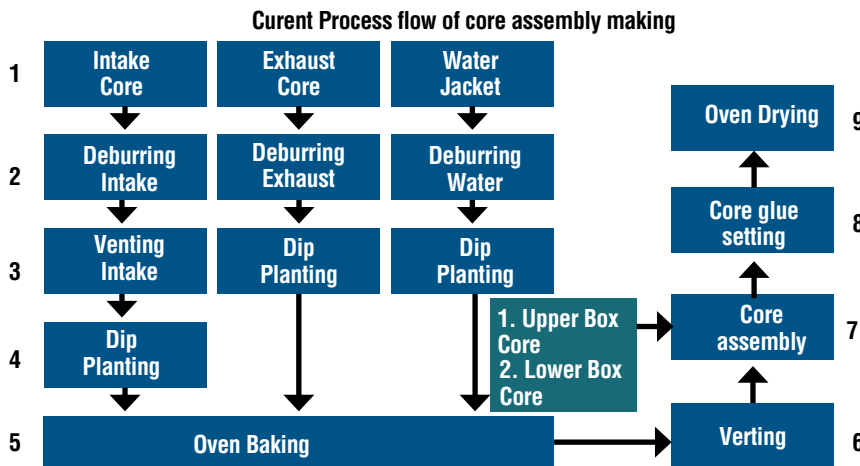 Curent Process flow of core assembly making
1
Intake
Core
Exhaust
Core
Water
Jacket
2
Deburring
Intake
Deburring
Exhaust
Deburring
Water
3
Venting
Intake
Dip
Planting
Dip
Planting
4
Dip
Planting
5
Oven Baking
1. Upper Box
Core
2. Lower Box
Core
Oven Drying
9
Core glue
setting
8
Core
assembly
7
Verting
6